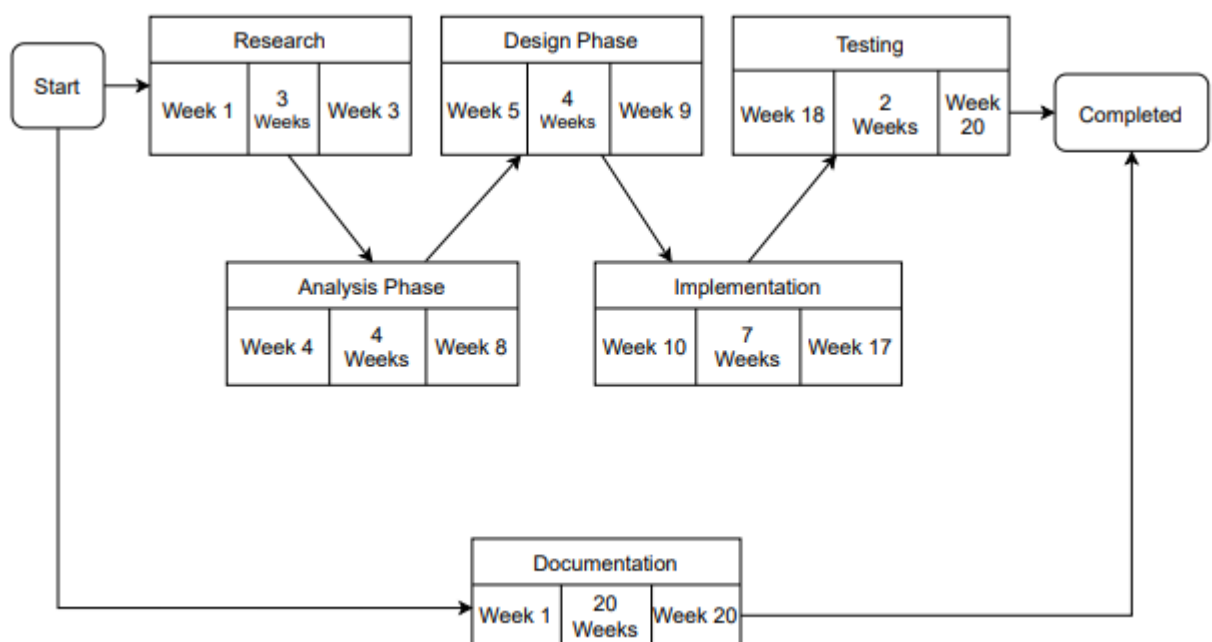 Start
Research
Week 1
3
Weeks
Week 3
Design Phase
Week 5
4
Weeks
Week 9
Testing
Week 18
2
Weeks
Week
20
Completed
Analysis Phase
Week 4
4
Weeks
Week 8
Implementation
Week 10
7
Weeks
Week 17
Documentation
Week 1
20
Weeks
Week 20